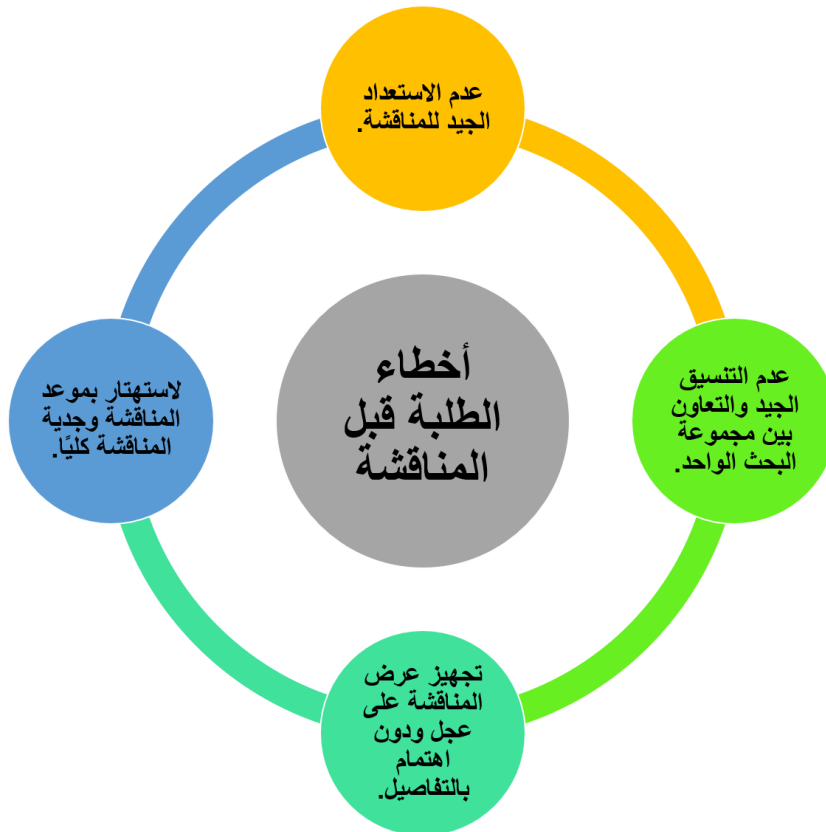 عدم الاستعداد
الجيد للمناقشة.
أخطاء
الطلبة قبل
المناقشة
عدم التنسيق
الجيد والتعاون
بين مجموعة
البحث الواحد.
تجهيز عرض
المناقشة على
عجل ودون
اهتمام
بالتفاصيل.
لاستهتار بموعد
المناقشة وجدية
المناقشة كليًا.